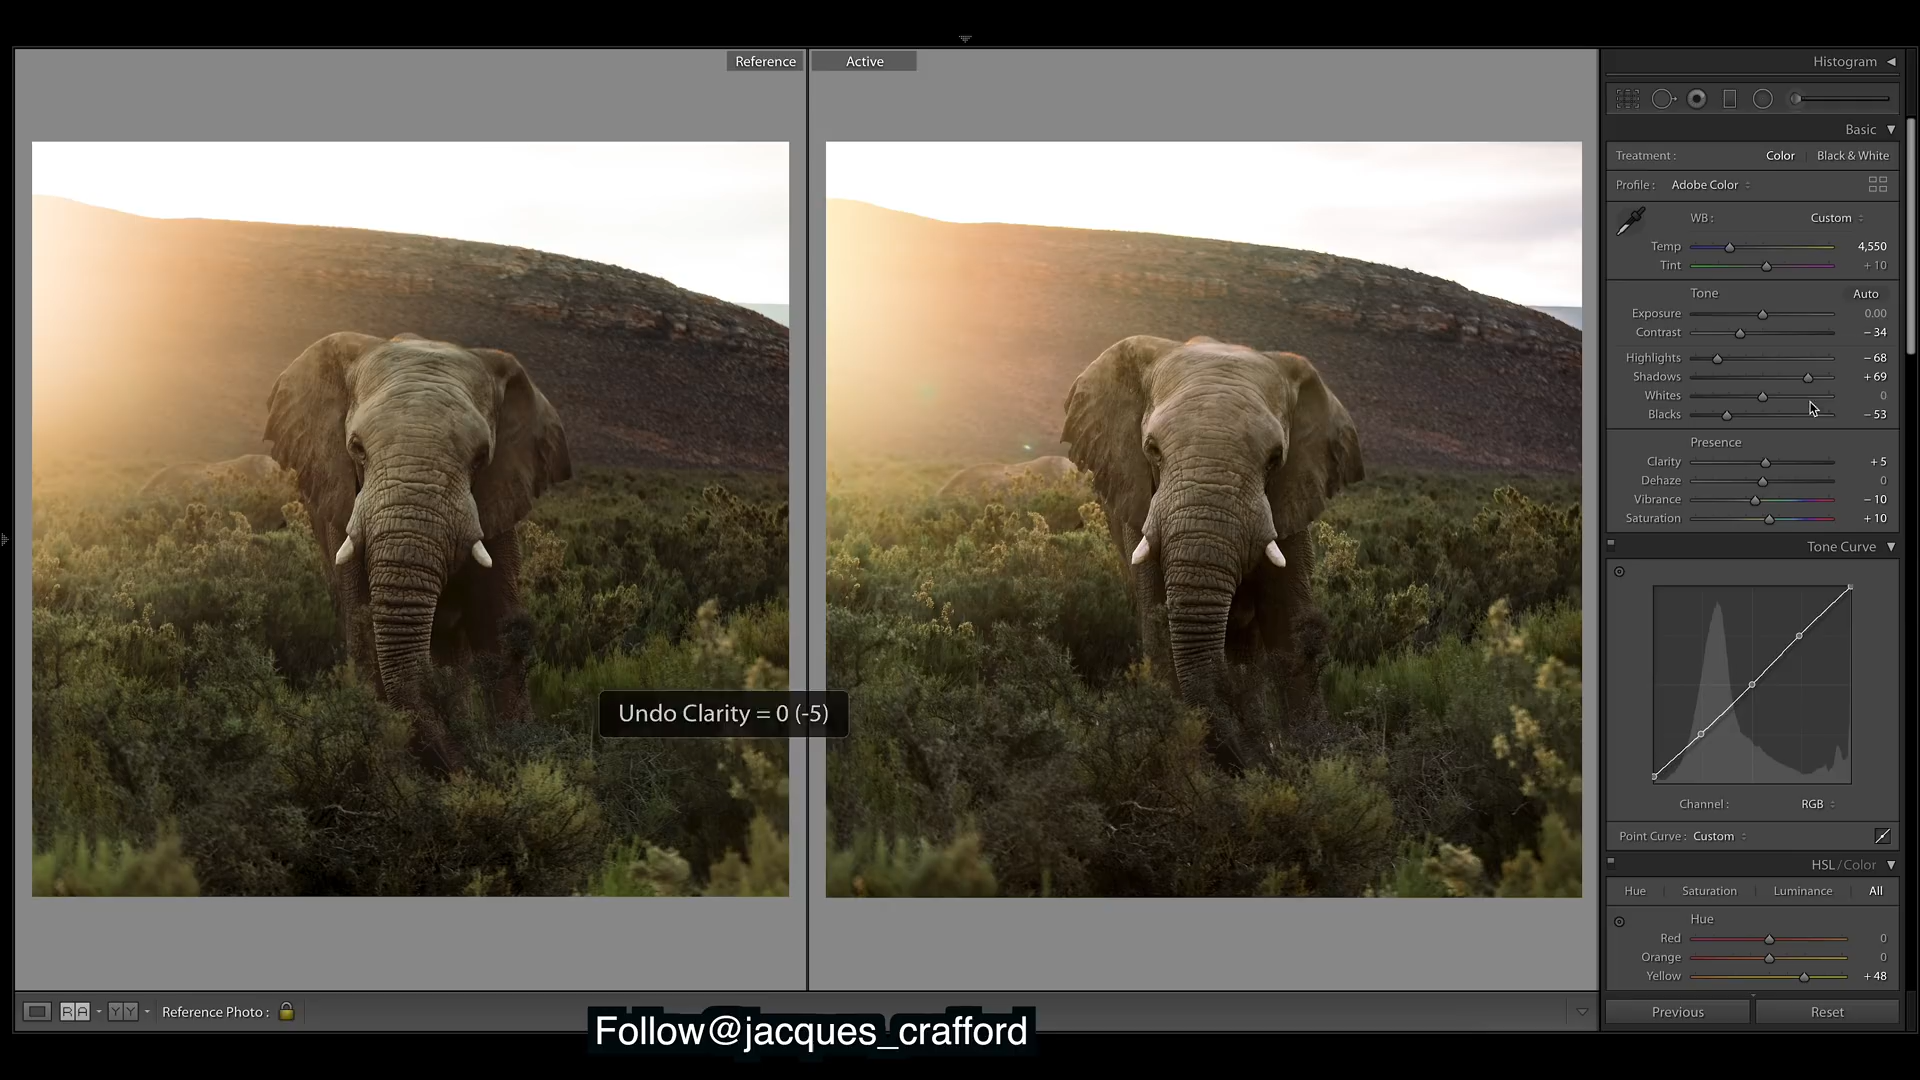 Reference
Active
Histogram
Basic
Treatment : Color Black & White
Profile : Adobe Color
WB : Custom
Temp 4,550
Tint + 10
Tone Auto
Exposure 0.00
Contrast − 34
Highlights − 68
Shadows + 69
Whites 0
Blacks − 53
Presence
Clarity + 5
Dehaze 0
Vibrance − 10
Saturation + 10
Tone Curve
Undo Clarity = 0 (-5)
Channel : RGB
Point Curve : Custom
HSL / Color
Hue Saturation Luminance All
Hue
Red 0
Orange 0
Yellow + 48
RA YY Reference Photo :
Previous Reset
Follow@jacques_crafford